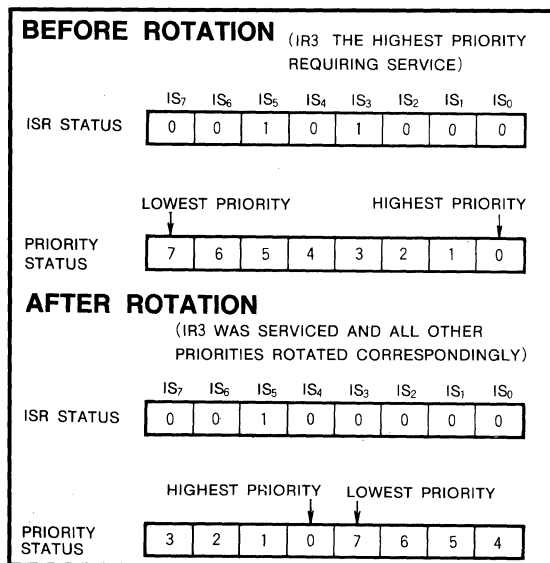 BEFORE ROTATION (IR3 THE HIGHEST PRIORITY
REQUIRING SERVICE)
IS7 IS6 IS5 IS4 IS3 IS2 IS1 IS0
ISR STATUS 0 0 1 0 1 0 0 0
LOWEST PRIORITY HIGHEST PRIORITY
PRIORITY
STATUS 7 6 5 4 3 2 1 0
AFTER ROTATION
(IR3 WAS SERVICED AND ALL OTHER
PRIORITIES ROTATED CORRESPONDINGLY)
IS7 IS6 IS5 IS4 IS3 IS2 IS1 IS0
ISR STATUS 0 0 1 0 0 0 0 0
HIGHEST PRIORITY LOWEST PRIORITY
PRIORITY
STATUS 3 2 1 0 7 6 5 4